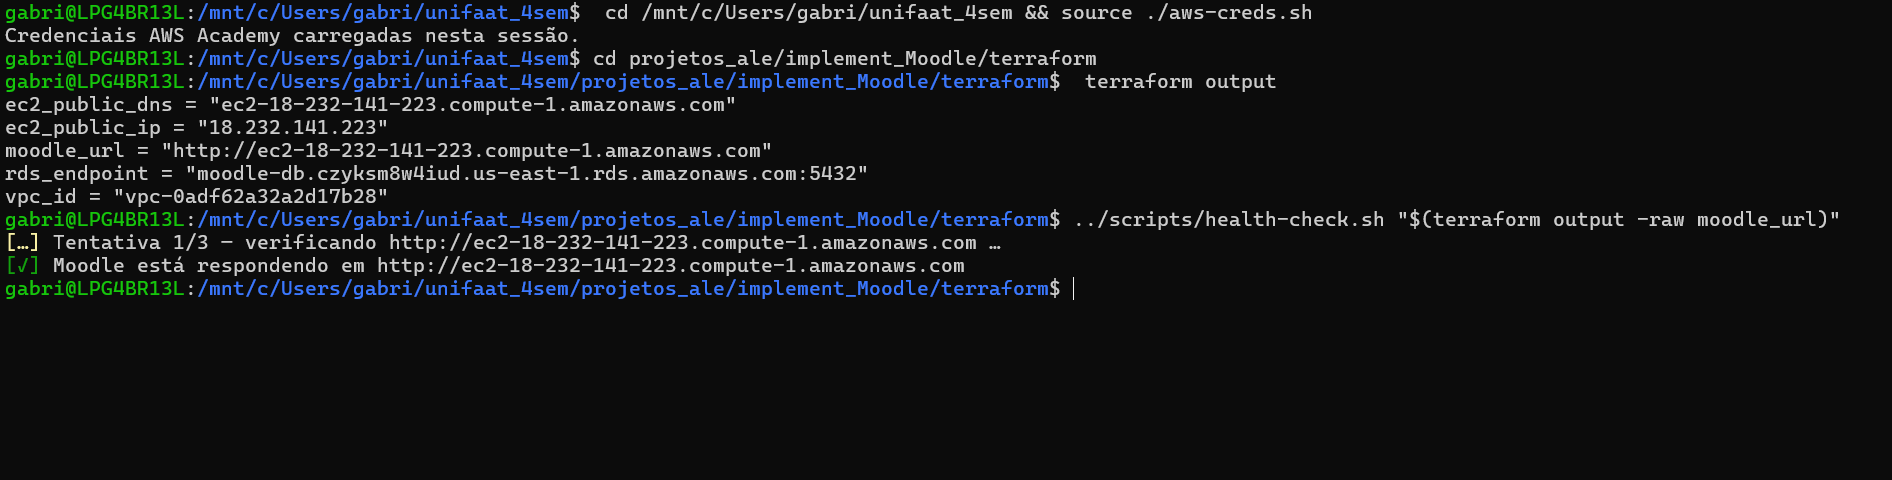 gabri@LPG4BR13L:/mnt/c/Users/gabri/unifaat_4sem$  cd /mnt/c/Users/gabri/unifaat_4sem && source ./aws-creds.sh
Credenciais AWS Academy carregadas nesta sessão.
gabri@LPG4BR13L:/mnt/c/Users/gabri/unifaat_4sem$ cd projetos_ale/implement_Moodle/terraform
gabri@LPG4BR13L:/mnt/c/Users/gabri/unifaat_4sem/projetos_ale/implement_Moodle/terraform$  terraform output
ec2_public_dns = "ec2-18-232-141-223.compute-1.amazonaws.com"
ec2_public_ip = "18.232.141.223"
moodle_url = "http://ec2-18-232-141-223.compute-1.amazonaws.com"
rds_endpoint = "moodle-db.czyksm8w4iud.us-east-1.rds.amazonaws.com:5432"
vpc_id = "vpc-0adf62a32a2d17b28"
gabri@LPG4BR13L:/mnt/c/Users/gabri/unifaat_4sem/projetos_ale/implement_Moodle/terraform$ ../scripts/health-check.sh "$(terraform output -raw moodle_url)"
[…] Tentativa 1/3 — verificando http://ec2-18-232-141-223.compute-1.amazonaws.com …
[√] Moodle está respondendo em http://ec2-18-232-141-223.compute-1.amazonaws.com
gabri@LPG4BR13L:/mnt/c/Users/gabri/unifaat_4sem/projetos_ale/implement_Moodle/terraform$